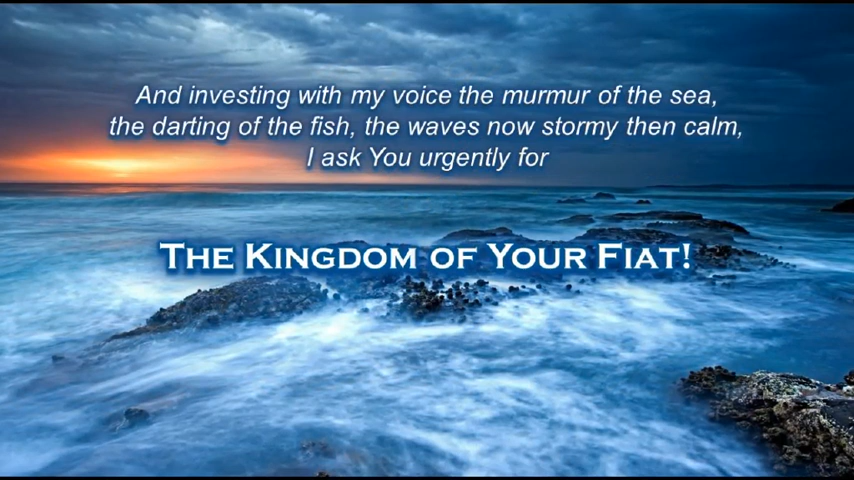 And investing with my voice the murmur of the sea,
the darting of the fish, the waves now stormy then calm,
I ask You urgently for
The Kingdom of Your Fiat!